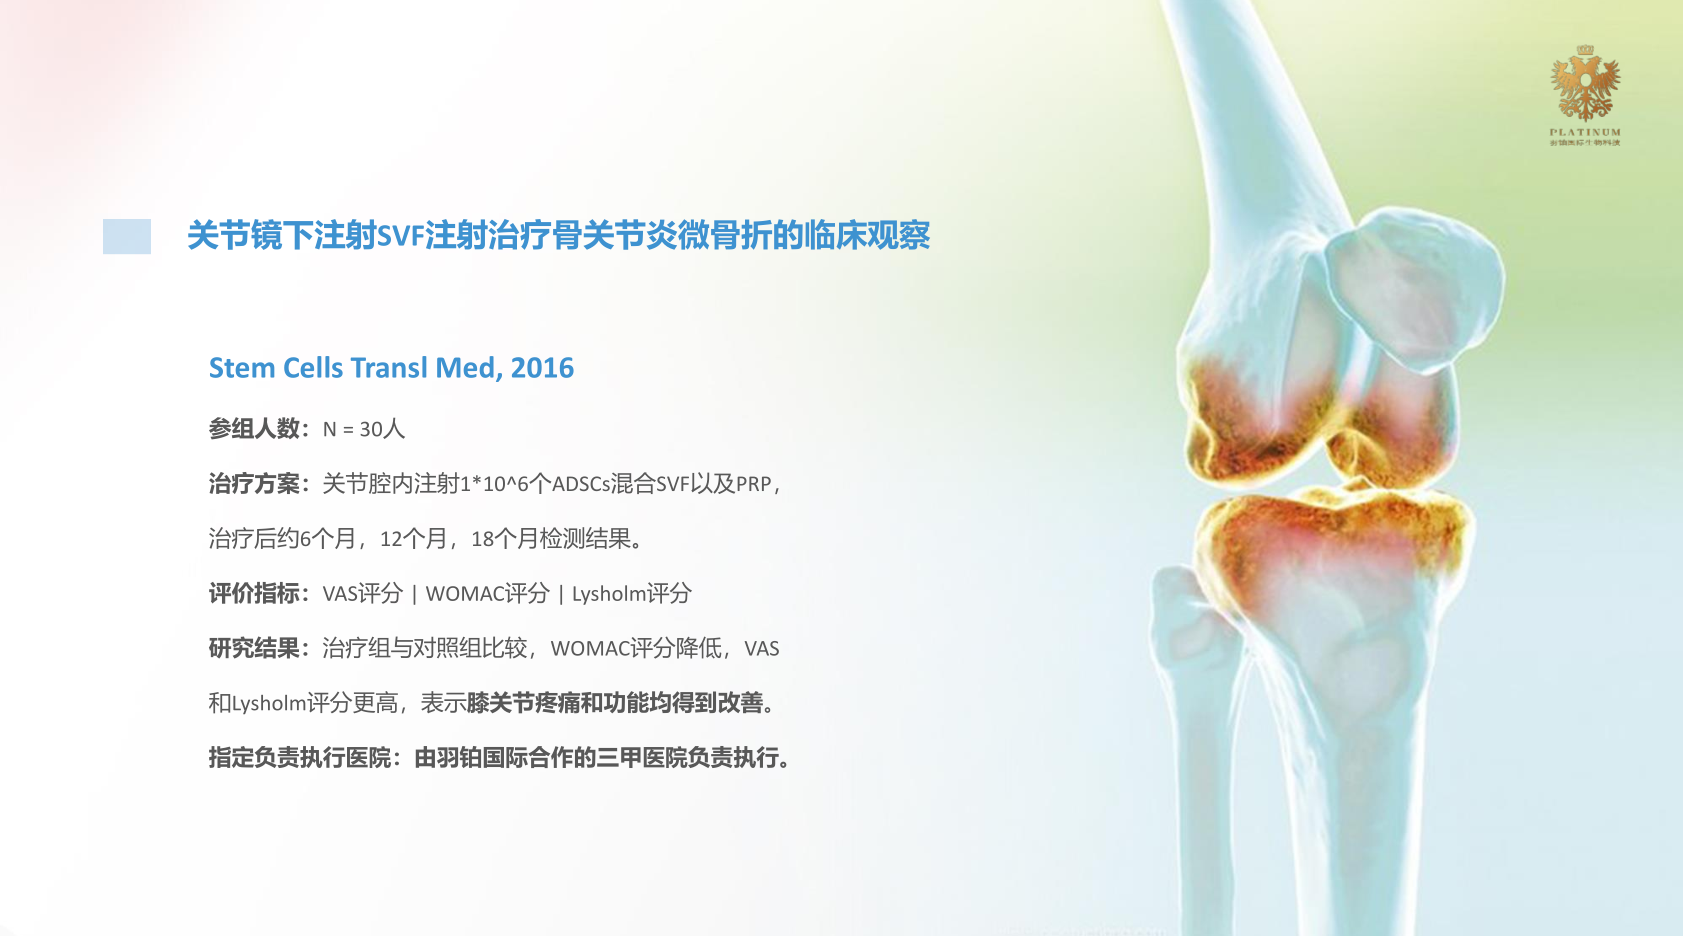 PLATINUM
关节镜下注射SVF注射治疗骨关节炎微骨折的临床观察
Stem Cells Transl Med, 2016
参组人数：N = 30人
治疗方案：关节腔内注射1*10^6个ADSCs混合SVF以及PRP，
治疗后约6个月，12个月，18个月检测结果。
评价指标：VAS评分 | WOMAC评分 | Lysholm评分
研究结果：治疗组与对照组比较，WOMAC评分降低，VAS
和Lysholm评分更高，表示膝关节疼痛和功能均得到改善。
指定负责执行医院：由羽铂国际合作的三甲医院负责执行。